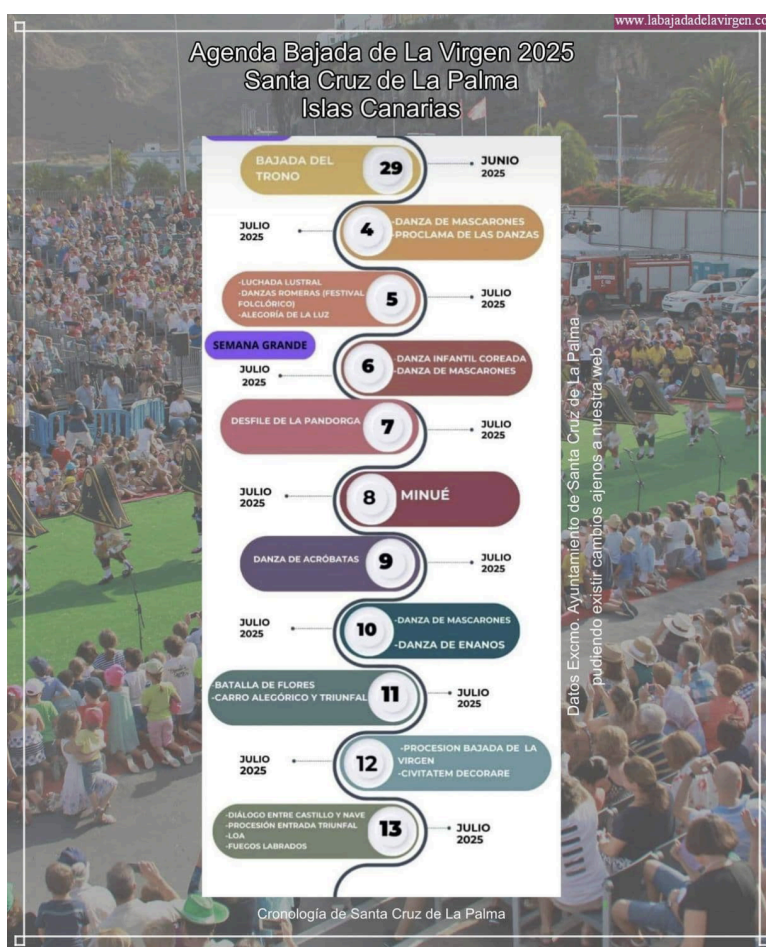 www.labajadadelavirgen.co
Agenda Bajada de La Virgen 2025
Santa Cruz de La Palma
Islas Canarias
BAJADA DEL
TRONO
29
JUNIO
2025
JULIO
2025
4
-DANZA DE MASCARONES
-PROCLAMA DE LAS DANZAS
-LUCHADA LUSTRAL
-DANZAS ROMERAS (FESTIVAL
FOLCLÓRICO)
-ALEGORÍA DE LA LUZ
5
JULIO
2025
SEMANA GRANDE
JULIO
2025
6
-DANZA INFANTIL COREADA
-DANZA DE MASCARONES
DESFILE DE LA PANDORGA
7
JULIO
2025
JULIO
2025
8
MINUÉ
DANZA DE ACRÓBATAS
9
JULIO
2025
JULIO
2025
10
-DANZA DE MASCARONES
-DANZA DE ENANOS
-BATALLA DE FLORES
-CARRO ALEGÓRICO Y TRIUNFAL
11
JULIO
2025
JULIO
2025
12
-PROCESION BAJADA DE LA
VIRGEN
-CIVITATEM DECORARE
-DIÁLOGO ENTRE CASTILLO Y NAVE
-PROCESIÓN ENTRADA TRIUNFAL
-LOA
-FUEGOS LABRADOS
13
JULIO
2025
Datos Excmo. Ayuntamiento de Santa Cruz de La Palma
pudiendo existir cambios ajenos a nuestra web
Cronología de Santa Cruz de La Palma